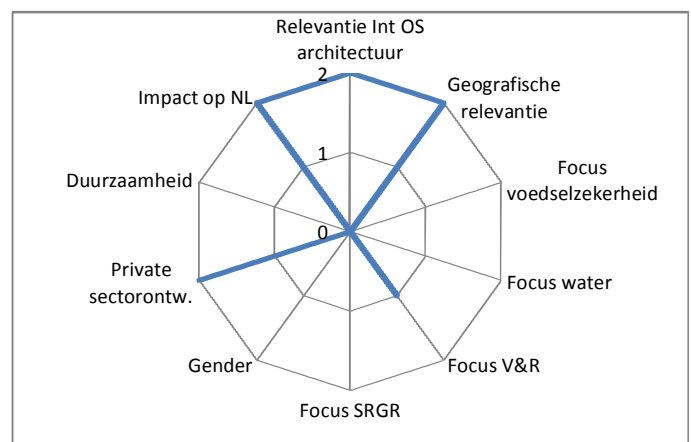 Relevantie Int OS
architectuur
2
Impact op NL
Geografische
relevantie
1
Duurzaamheid
Focus
voedselzekerheid
0
Private
sectorontw.
Focus water
Gender
Focus V&R
Focus SRGR